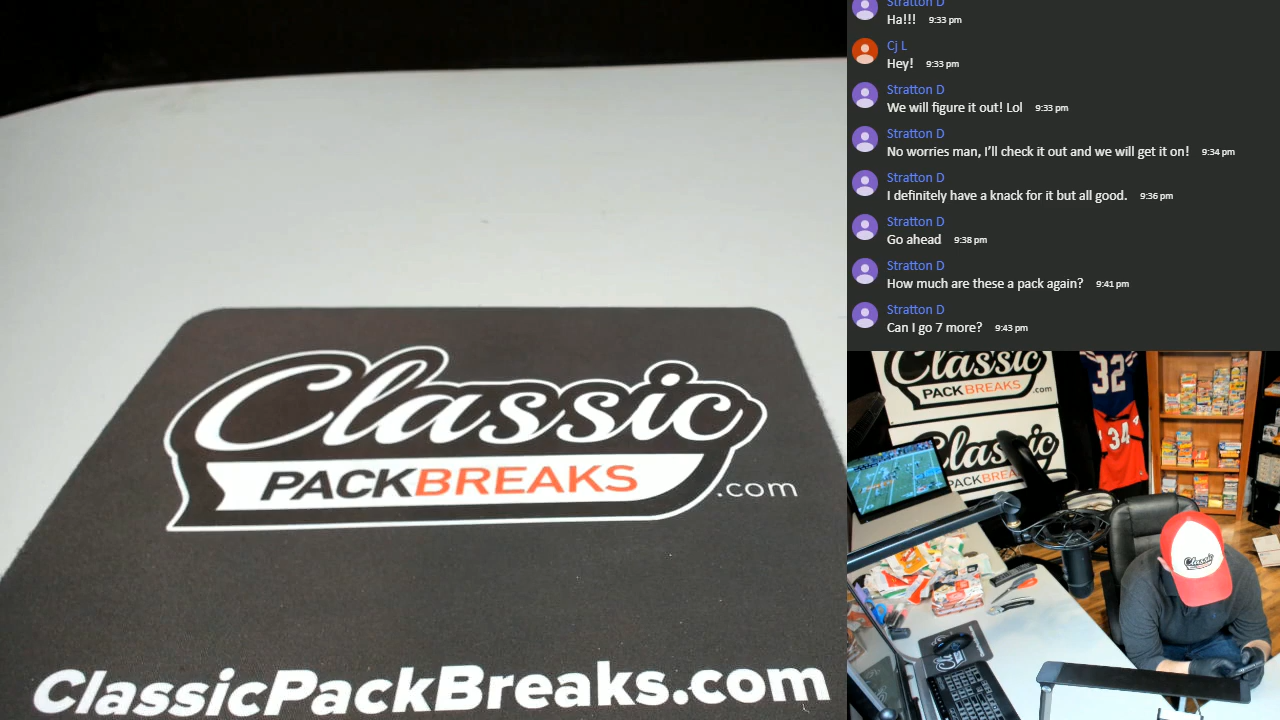 Classic
PACKBREAKS
.com
ClassicPackBreaks.com
Stratton D
Ha!!! 9:33 pm
Cj L
Hey! 9:33 pm
Stratton D
We will figure it out! Lol 9:33 pm
Stratton D
No worries man, I'll check it out and we will get it on! 9:34 pm
Stratton D
I definitely have a knack for it but all good. 9:36 pm
Stratton D
Go ahead 9:38 pm
Stratton D
How much are these a pack again? 9:41 pm
Stratton D
Can I go 7 more? 9:43 pm
Classic
PACKBREAKS
.com
Classic
32
34
Classic